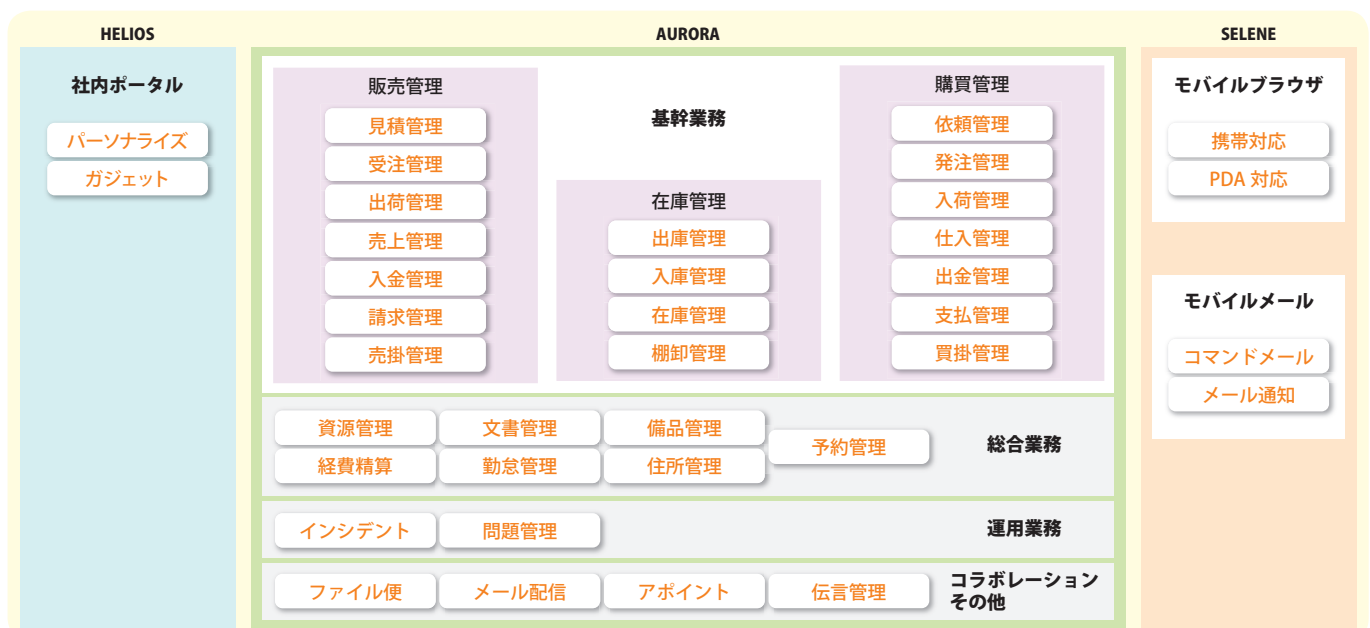 HELIOS
社内ポータル
パーソナライズ
ガジェット
AURORA
販売管理
見積管理
受注管理
出荷管理
売上管理
入金管理
請求管理
売掛管理
基幹業務
在庫管理
出庫管理
入庫管理
在庫管理
棚卸管理
購買管理
依頼管理
発注管理
入荷管理
仕入管理
出金管理
支払管理
買掛管理
資源管理
文書管理
備品管理
予約管理
経費精算
勤怠管理
住所管理
総合業務
インシデント
問題管理
運用業務
ファイル便
メール配信
アポイント
伝言管理
コラボレーション
その他
SELENE
モバイルブラウザ
携帯対応
PDA 対応
モバイルメール
コマンドメール
メール通知